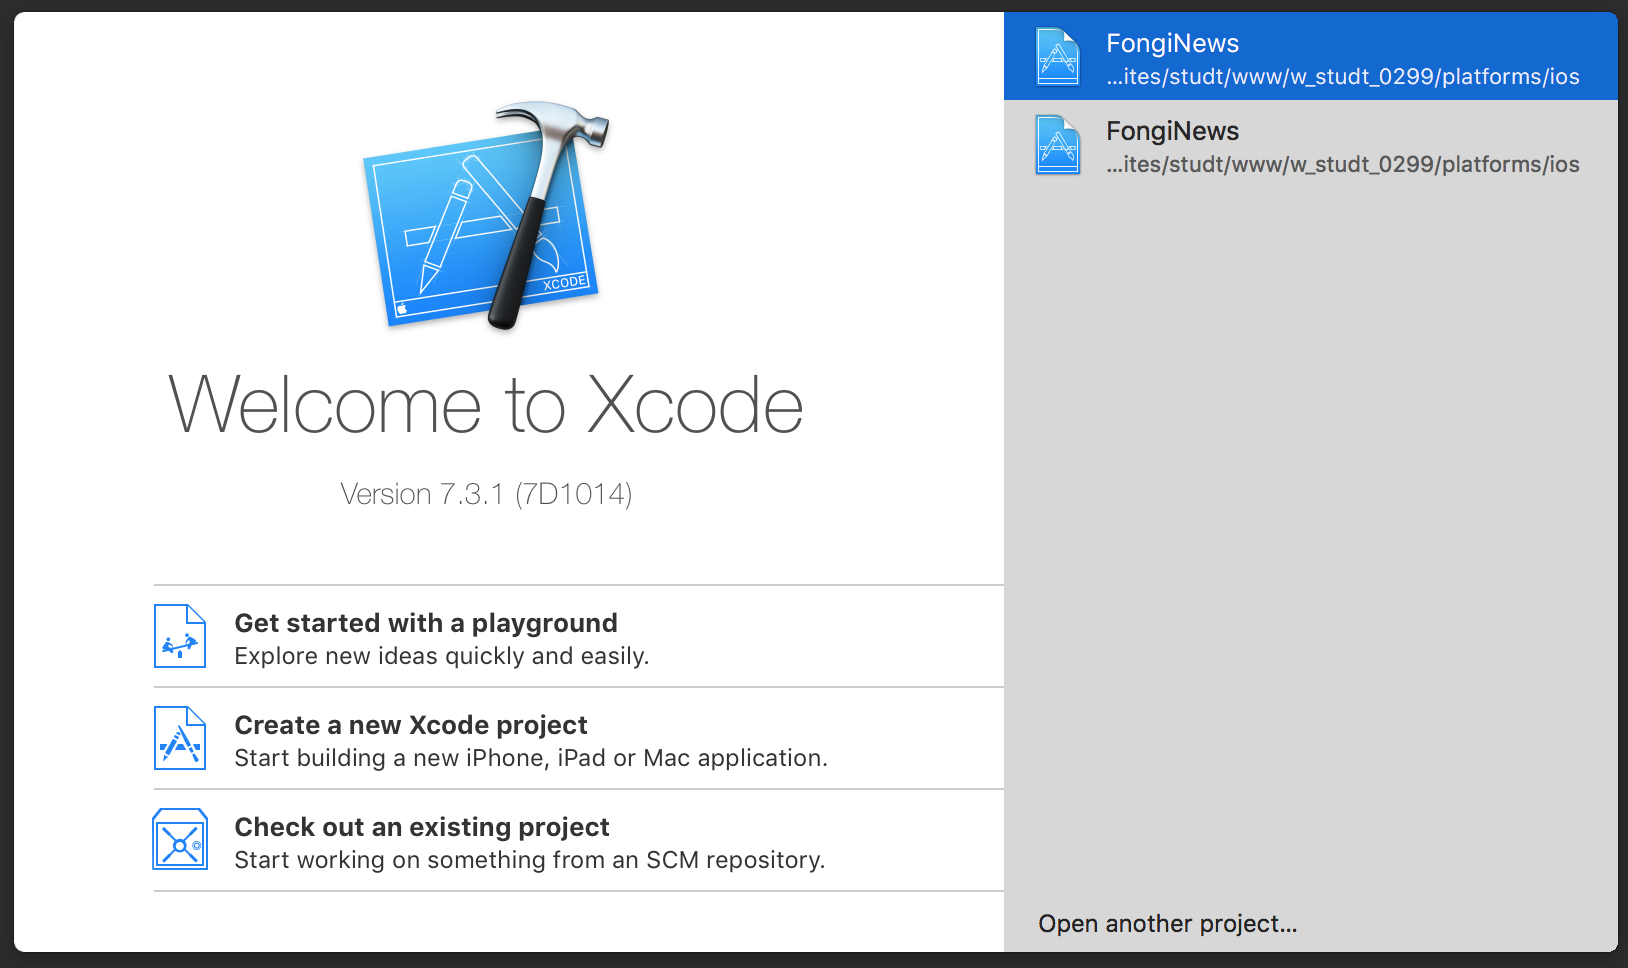 XCODE
Welcome to Xcode
Version 7.3.1 (7D1014)
Get started with a playground
Explore new ideas quickly and easily.
Create a new Xcode project
Start building a new iPhone, iPad or Mac application.
Check out an existing project
Start working on something from an SCM repository.
FongiNews
...ites/studt/www/w_studt_0299/platforms/ios
FongiNews
...ites/studt/www/w_studt_0299/platforms/ios
Open another project...